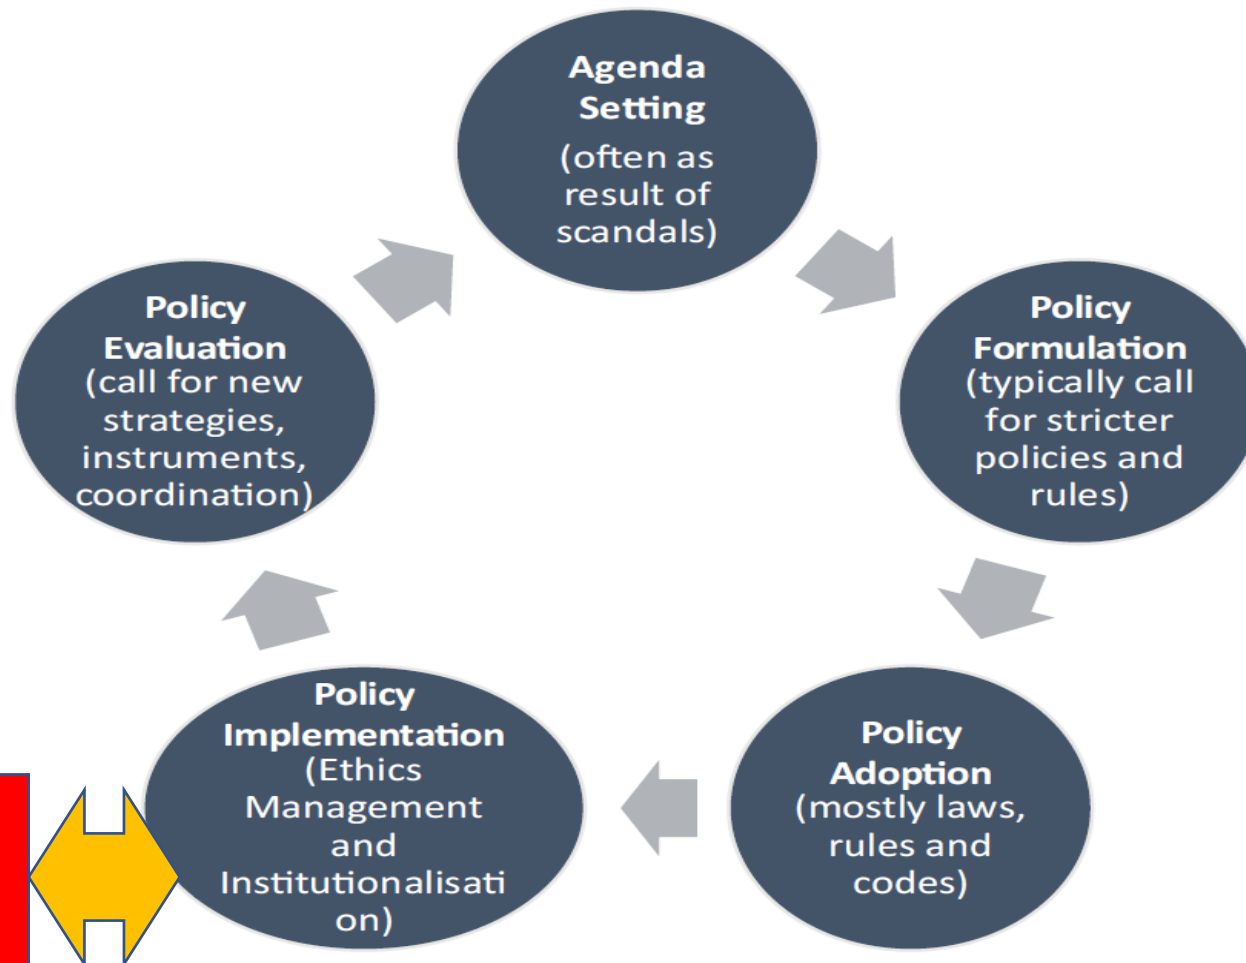 Agenda
Setting
(often as
result of
scandals)
Policy
Formulation
(typically call
for stricter
policies and
rules)
Policy
Adoption
(mostly laws,
rules and
codes)
Policy
Implementation
(Ethics
Management
and
Institutionalisati
on)
Policy
Evaluation
(call for new
strategies,
instruments,
coordination)